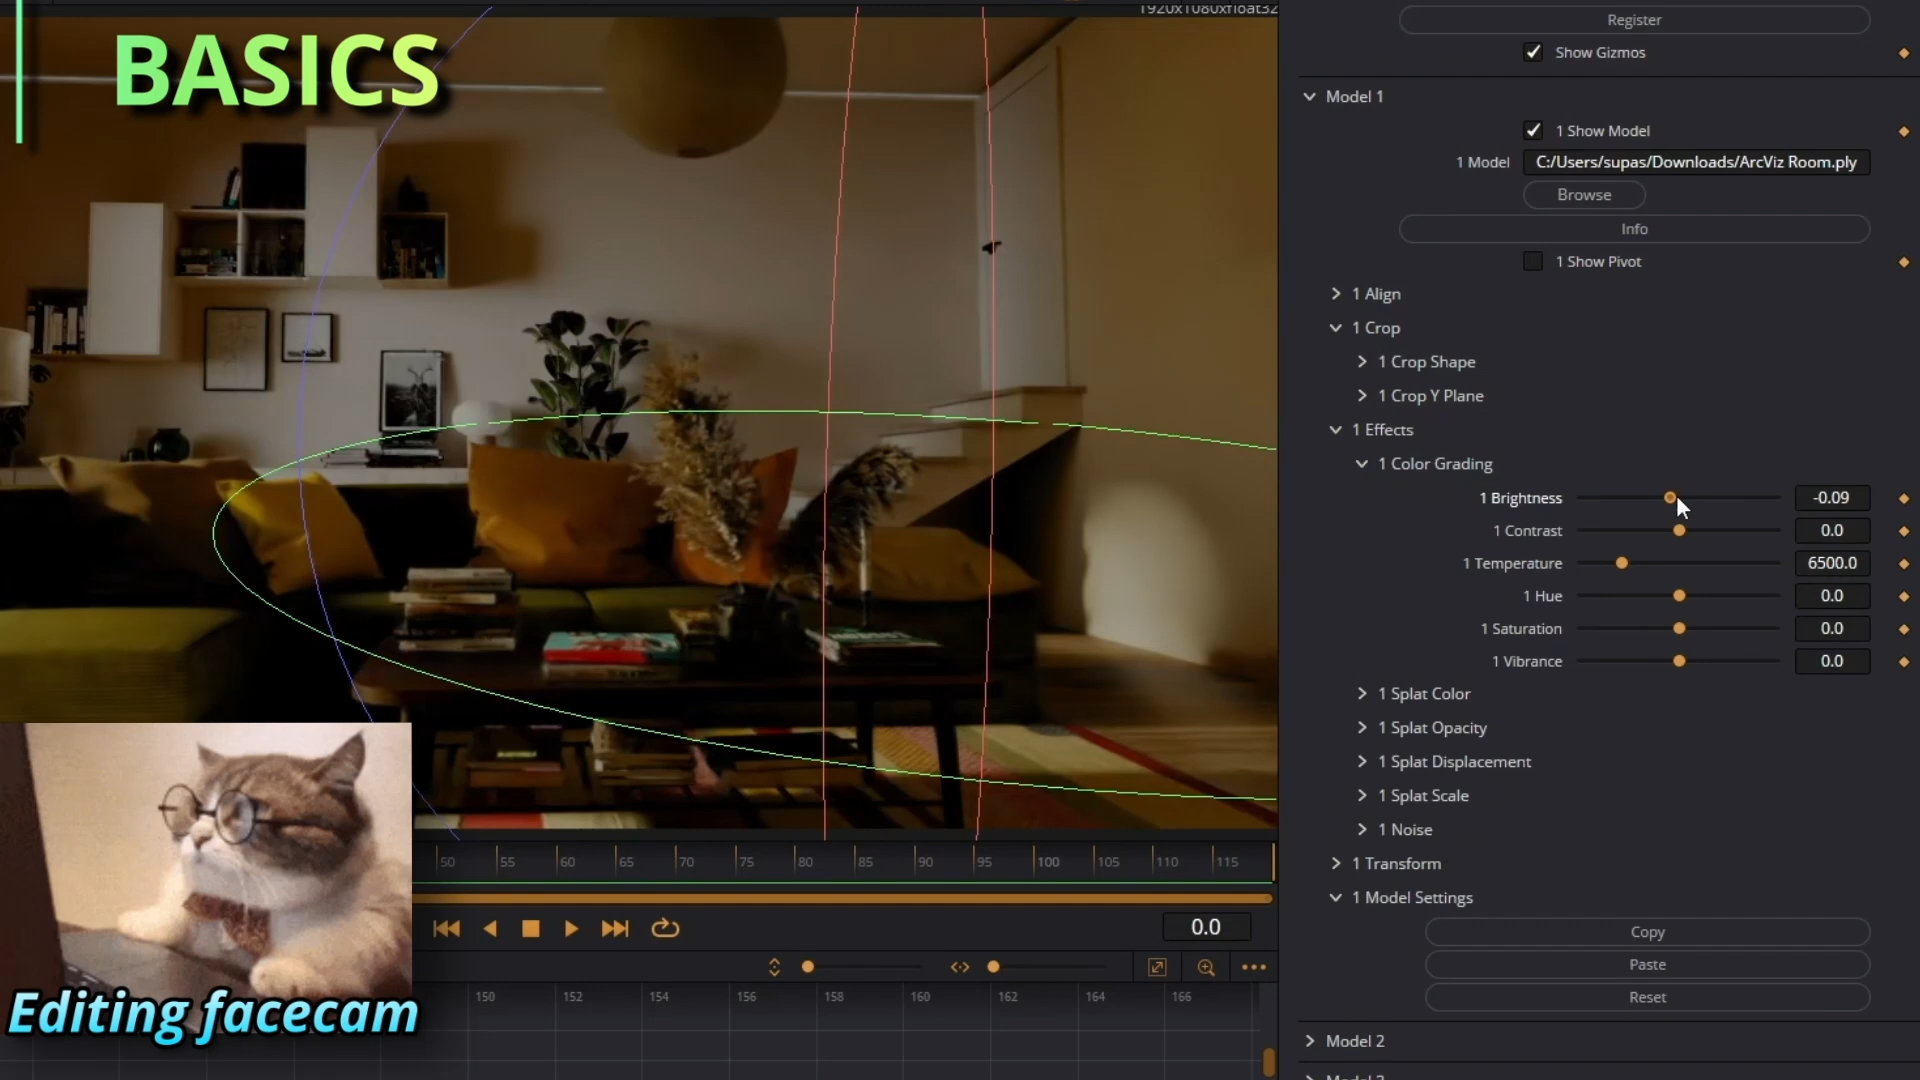 1920x1080xfloat32
BASICS
Register
Show Gizmos
Model 1
1 Show Model
1 Model C:/Users/supas/Downloads/ArcViz Room.ply
Browse
Info
1 Show Pivot
1 Align
1 Crop
1 Crop Shape
1 Crop Y Plane
1 Effects
1 Color Grading
1 Brightness -0.09
1 Contrast 0.0
1 Temperature 6500.0
1 Hue 0.0
1 Saturation 0.0
1 Vibrance 0.0
1 Splat Color
1 Splat Opacity
1 Splat Displacement
1 Splat Scale
1 Noise
1 Transform
1 Model Settings
Copy
Paste
Reset
Model 2
50 55 60 65 70 75 80 85 90 95 100 105 110 115
0.0
150 152 154 156 158 160 162 164 166
Editing facecam